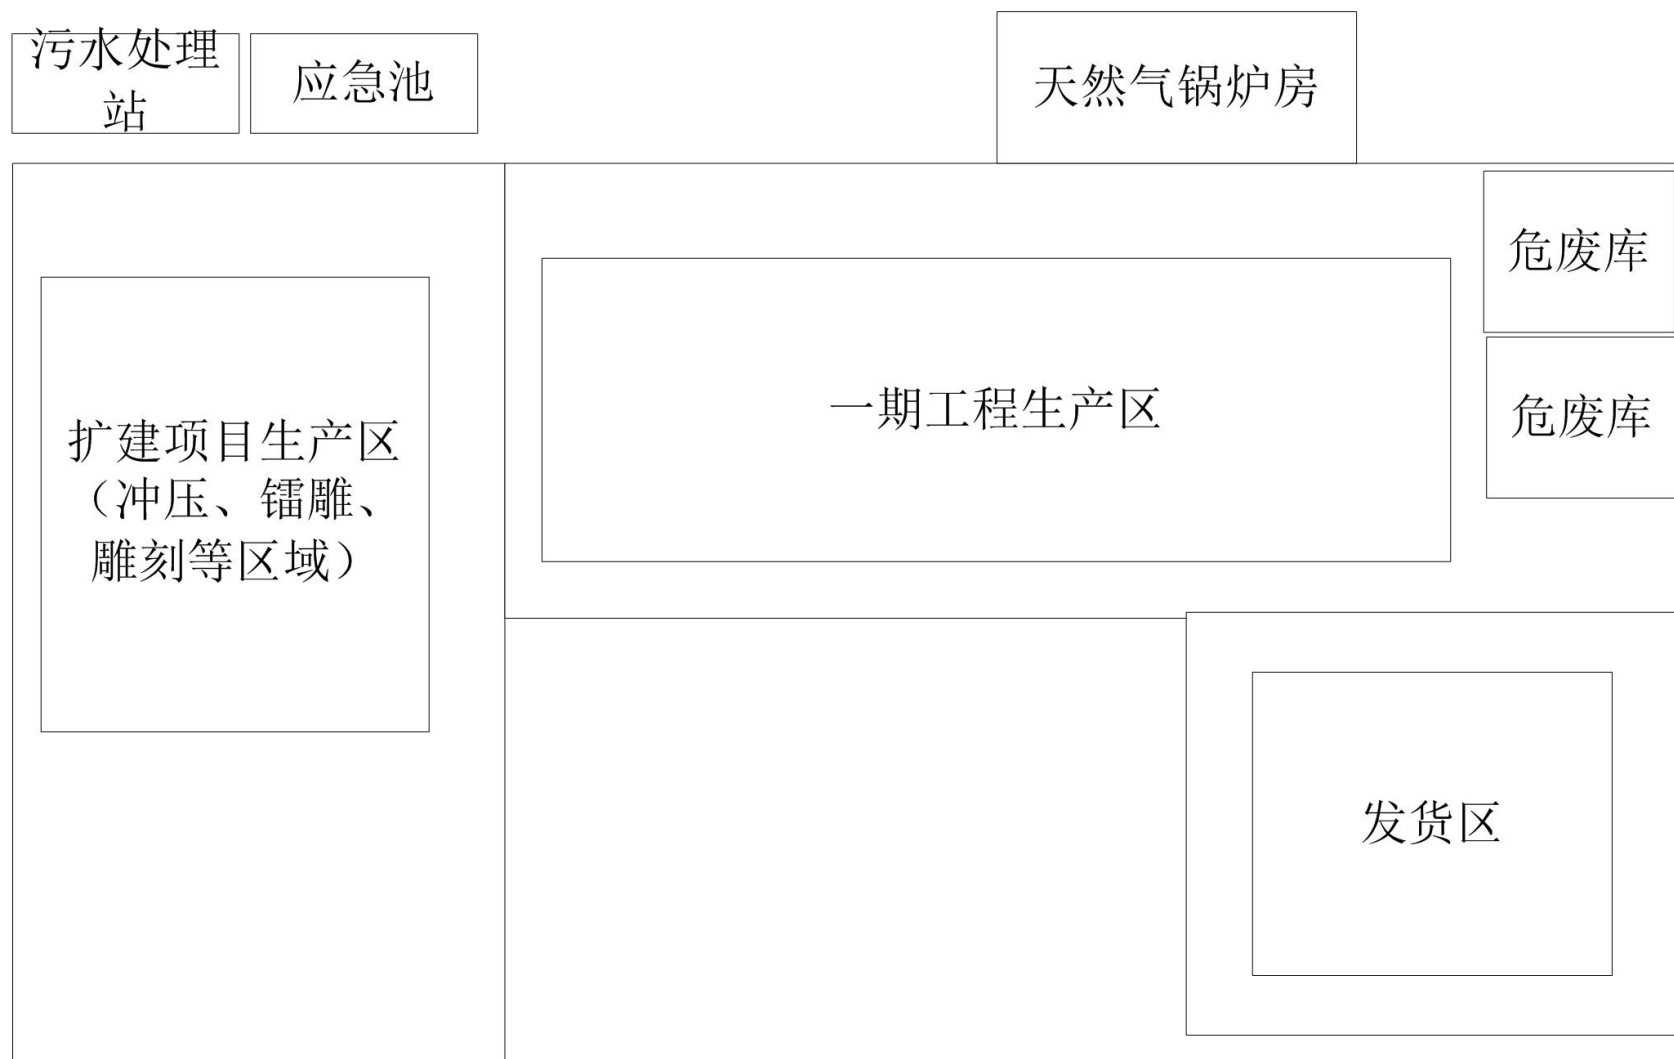 污水处理
站
应急池
天然气锅炉房
危废库
危废库
一期工程生产区
扩建项目生产区
（冲压、镭雕、
雕刻等区域）
发货区